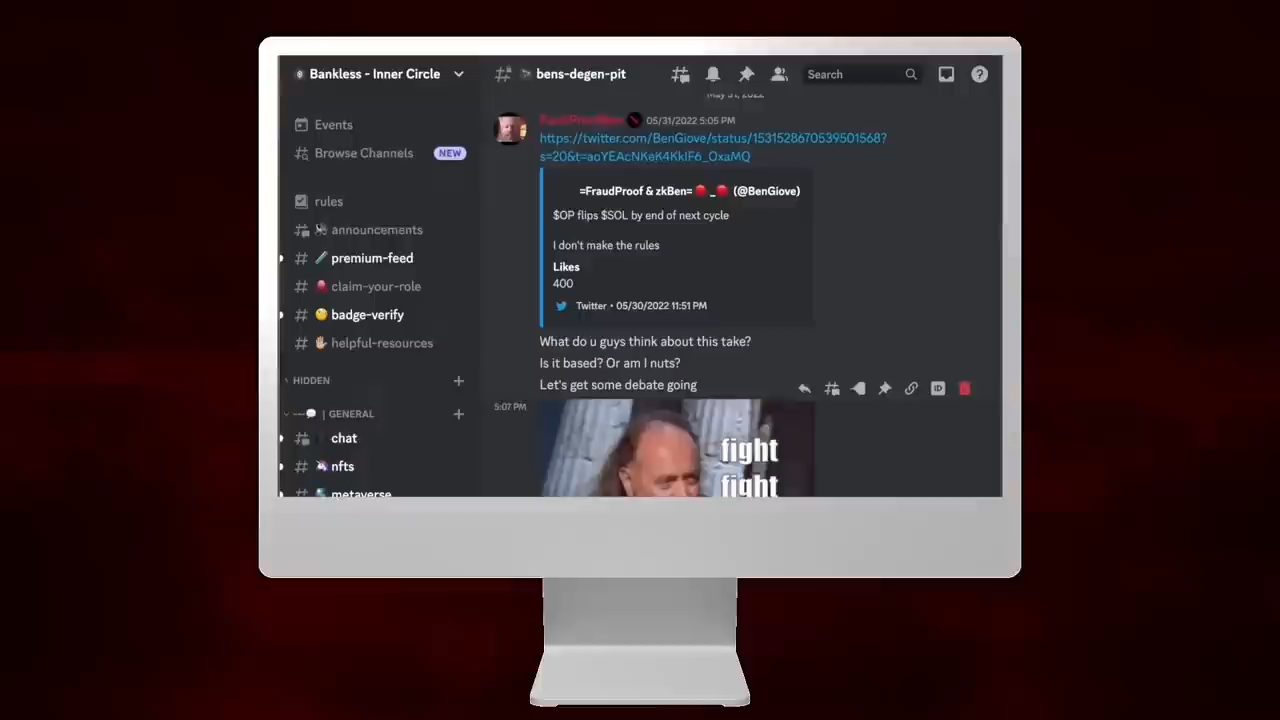 Bankless - Inner Circle
Events
Browse Channels NEW
rules
announcements
premium-feed
claim-your-role
badge-verify
helpful-resources
HIDDEN
| GENERAL
chat
nfts
metaverse
bens-degen-pit
Search
May 31, 2022
05/31/2022 5:05 PM
https://twitter.com/BenGiove/status/1531528670539501568?
=FraudProof & zkBen=🔴_🔴 (@BenGiove)
$OP flips $SOL by end of next cycle
I don't make the rules
Likes
400
Twitter • 05/30/2022 11:51 PM
What do u guys think about this take?
Is it based? Or am I nuts?
Let's get some debate going
ID
5:07 PM
fight
fight